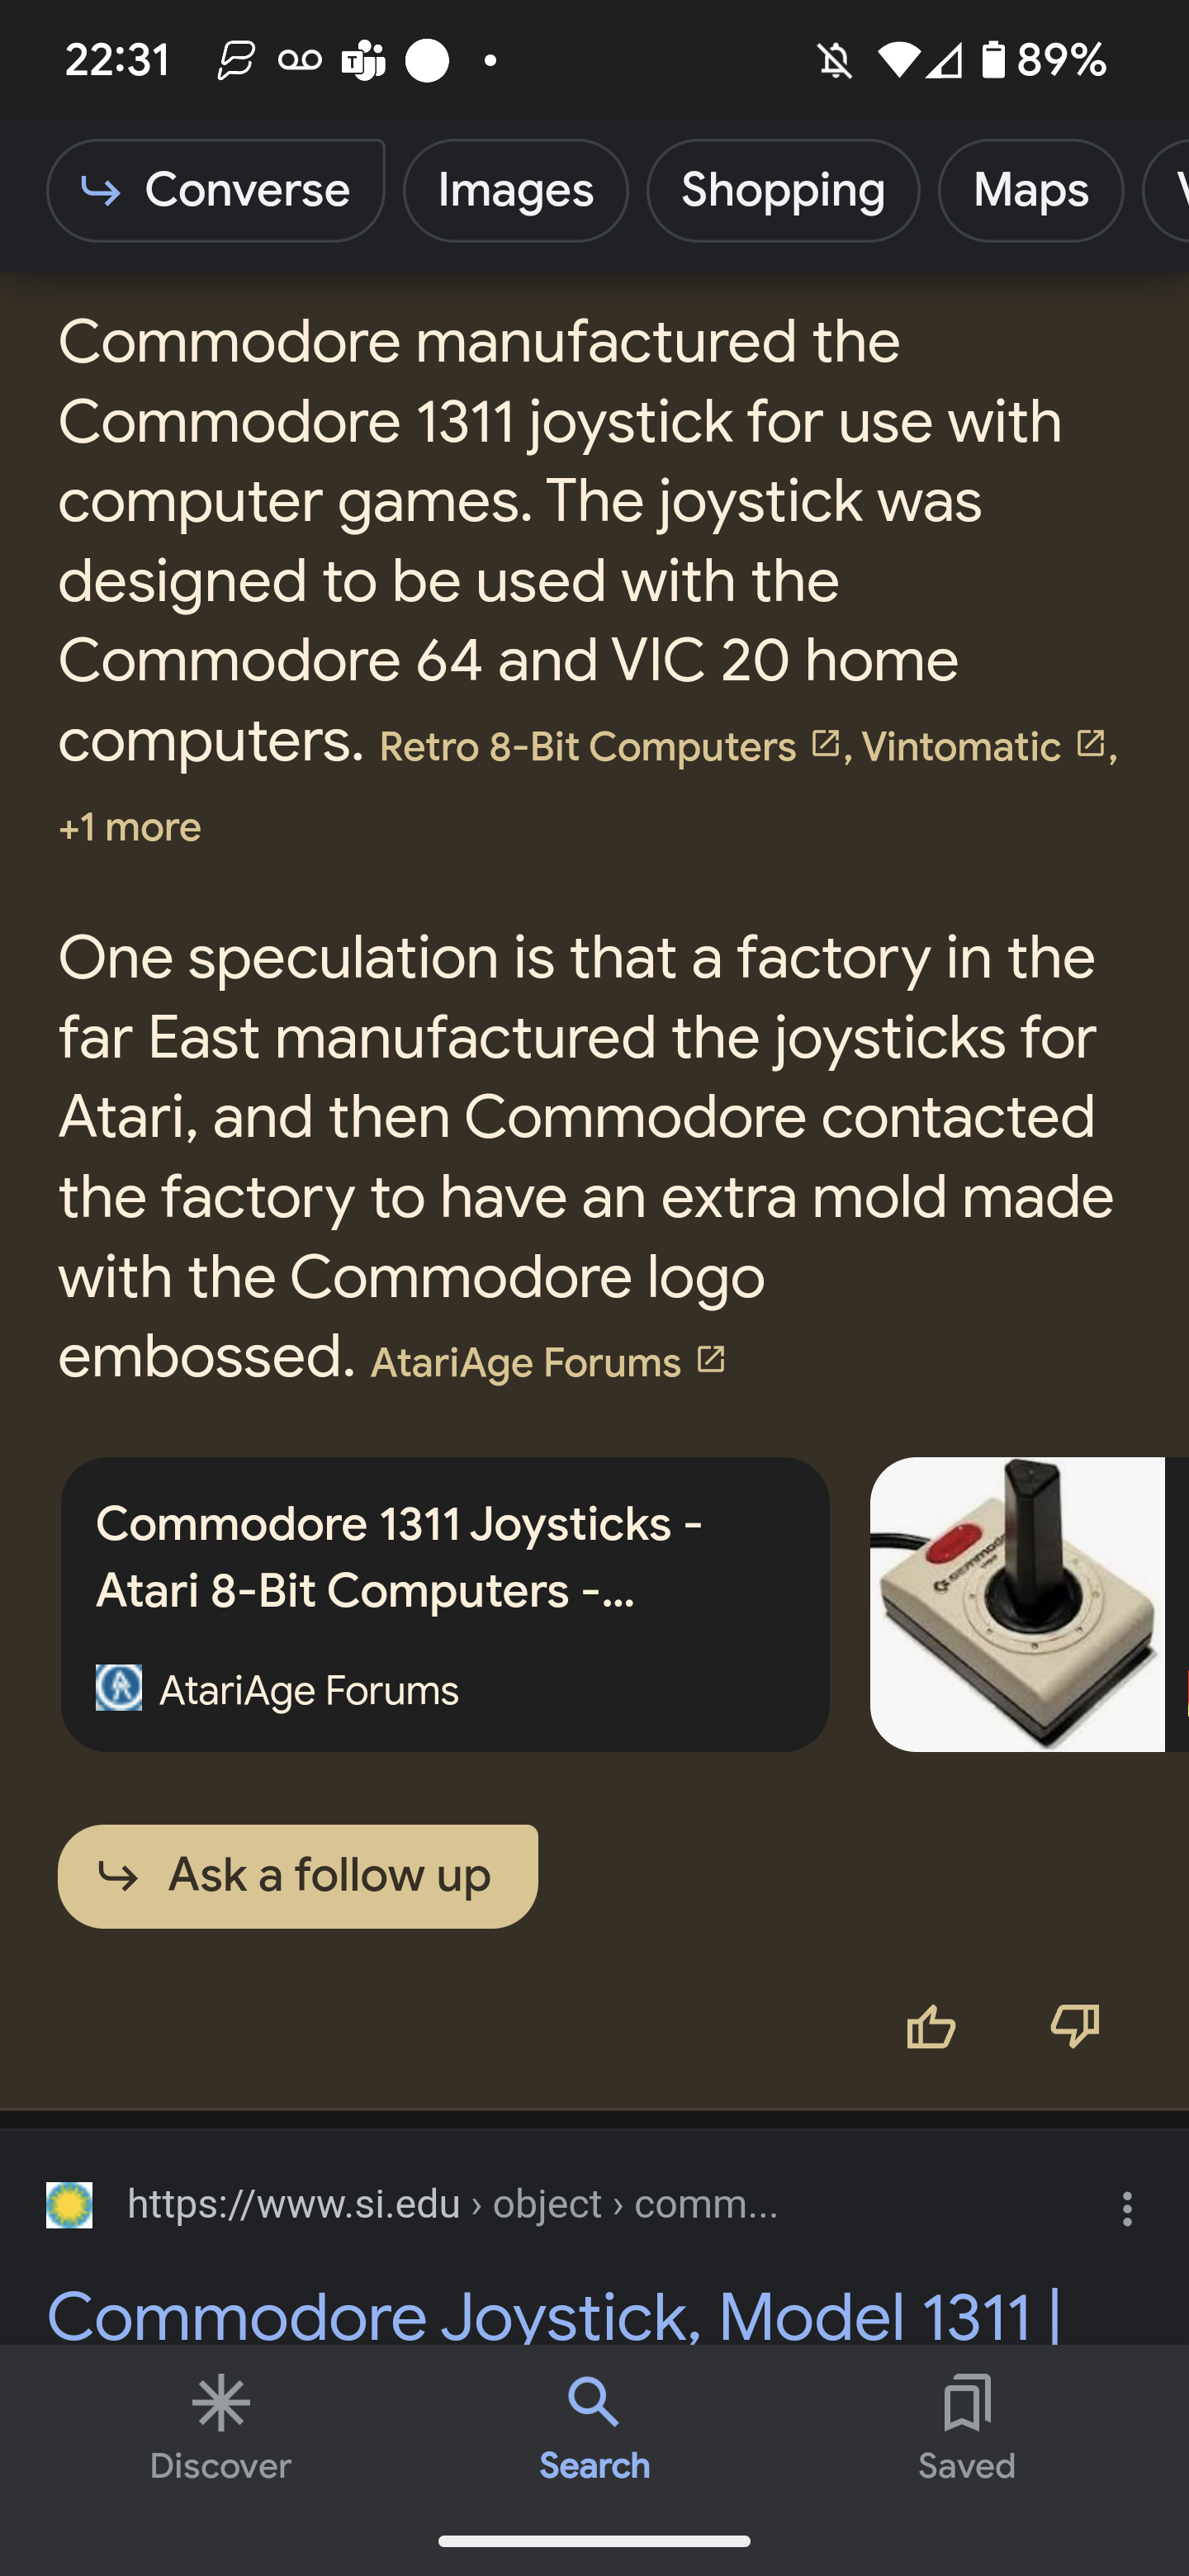 22:31
89%
Converse
Images
Shopping
Maps
Commodore manufactured the
Commodore 1311 joystick for use with
computer games. The joystick was
designed to be used with the
Commodore 64 and VIC 20 home
computers. Retro 8-Bit Computers, Vintomatic,
+1 more
One speculation is that a factory in the
far East manufactured the joysticks for
Atari, and then Commodore contacted
the factory to have an extra mold made
with the Commodore logo
embossed. AtariAge Forums
Commodore 1311 Joysticks -
Atari 8-Bit Computers -...
AtariAge Forums
Ask a follow up
https://www.si.edu › object › comm...
Commodore Joystick, Model 1311 |
Discover
Search
Saved